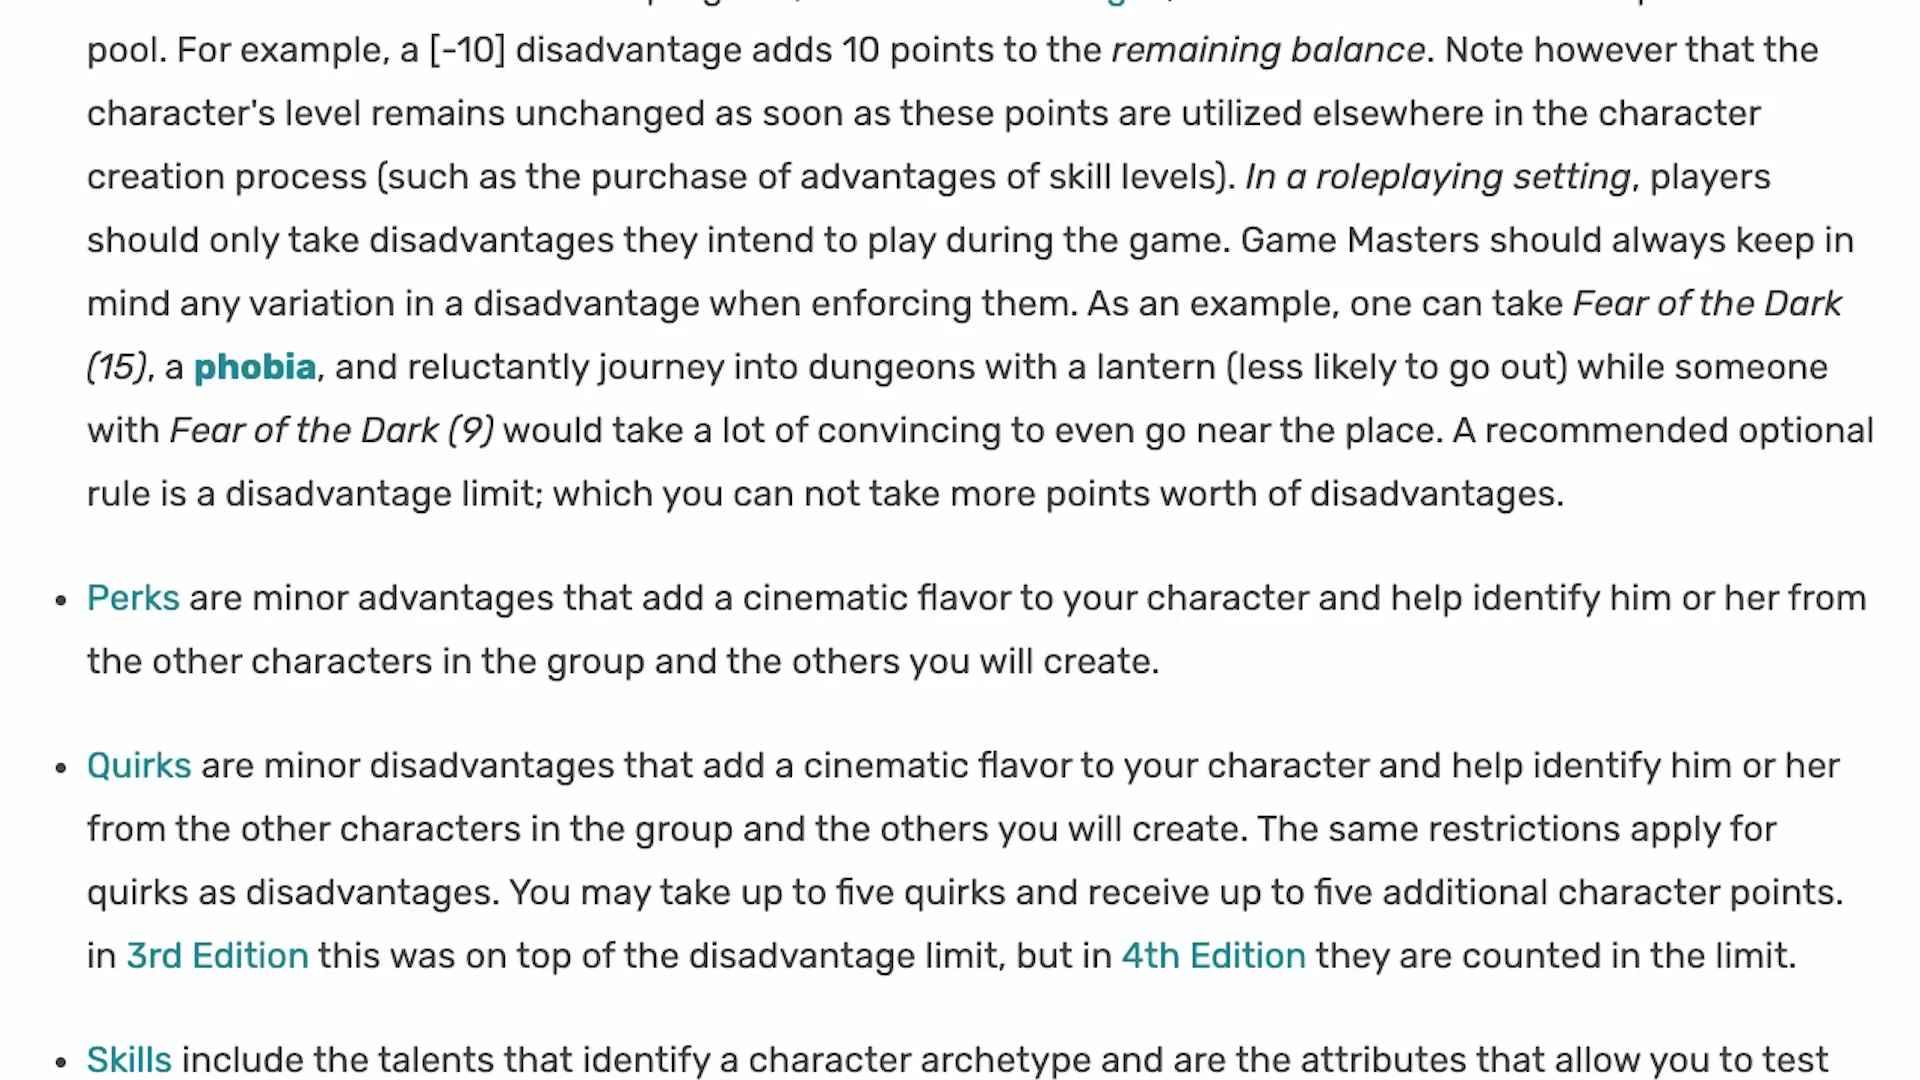 pool. For example, a [-10] disadvantage adds 10 points to the remaining balance. Note however that the
character's level remains unchanged as soon as these points are utilized elsewhere in the character
creation process (such as the purchase of advantages of skill levels). In a roleplaying setting, players
should only take disadvantages they intend to play during the game. Game Masters should always keep in
mind any variation in a disadvantage when enforcing them. As an example, one can take Fear of the Dark
(15), a phobia, and reluctantly journey into dungeons with a lantern (less likely to go out) while someone
with Fear of the Dark (9) would take a lot of convincing to even go near the place. A recommended optional
rule is a disadvantage limit; which you can not take more points worth of disadvantages.
• Perks are minor advantages that add a cinematic flavor to your character and help identify him or her from
the other characters in the group and the others you will create.
• Quirks are minor disadvantages that add a cinematic flavor to your character and help identify him or her
from the other characters in the group and the others you will create. The same restrictions apply for
quirks as disadvantages. You may take up to five quirks and receive up to five additional character points.
in 3rd Edition this was on top of the disadvantage limit, but in 4th Edition they are counted in the limit.
• Skills include the talents that identify a character archetype and are the attributes that allow you to test